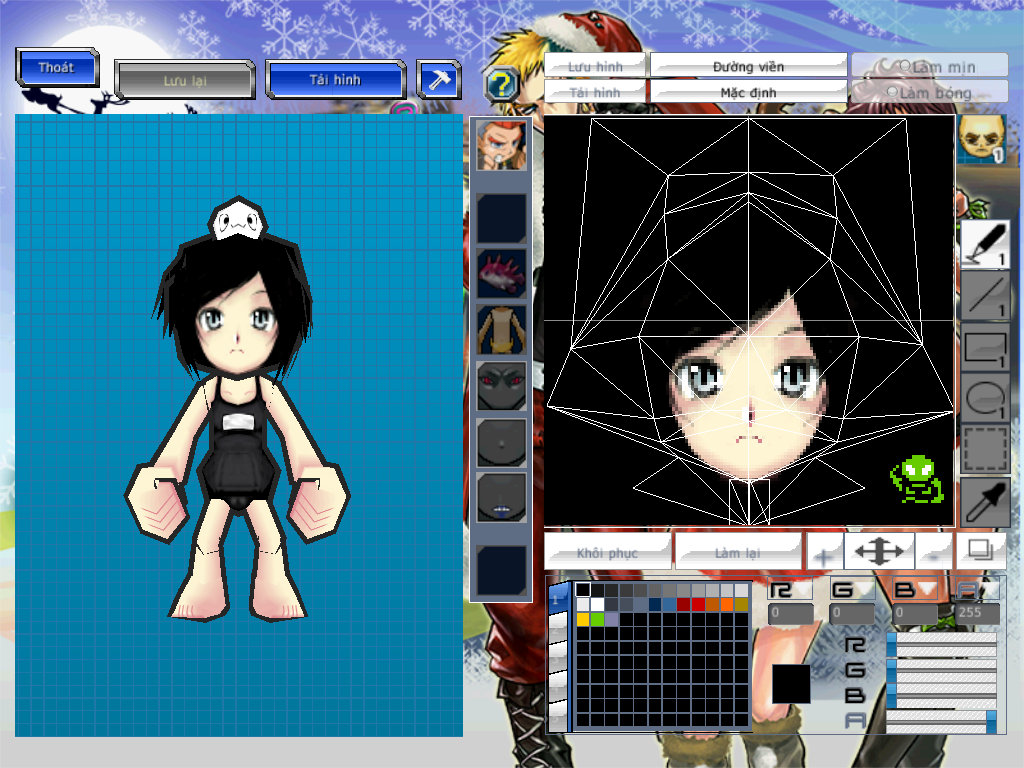 Thoát
Lưu lại
Tải hình
?
Lưu hình
Đường viền
Làm mịn
Tải hình
Mặc định
Làm bóng
1
1
1
1
1
Khôi phục
Làm lại
+
-
1
R G B A
0 0 0 255
R
G
B
A